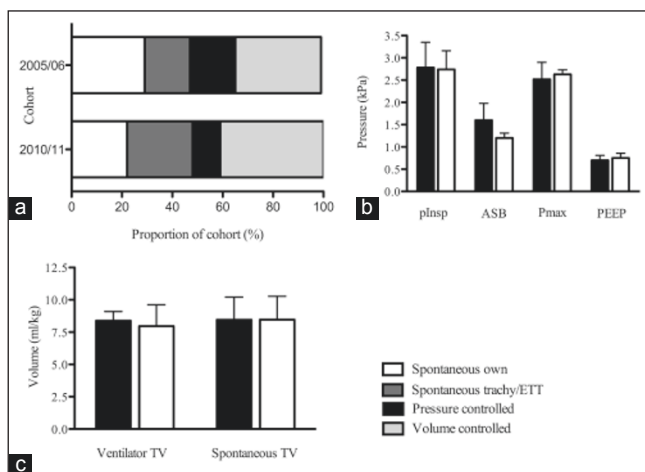 a
2005/06
2010/11
Cohort
0 20 40 60 80 100
Proportion of cohort (%)
b
3.5
3.0
2.5
2.0
1.5
1.0
0.5
0
Pressure (kPa)
pInsp ASB Pmax PEEP
c
12.5
10.0
7.5
5.0
2.5
0.0
Volume (ml/kg)
Ventilator TV Spontaneous TV
Spontaneous own
Spontaneous trachy/ETT
Pressure controlled
Volume controlled